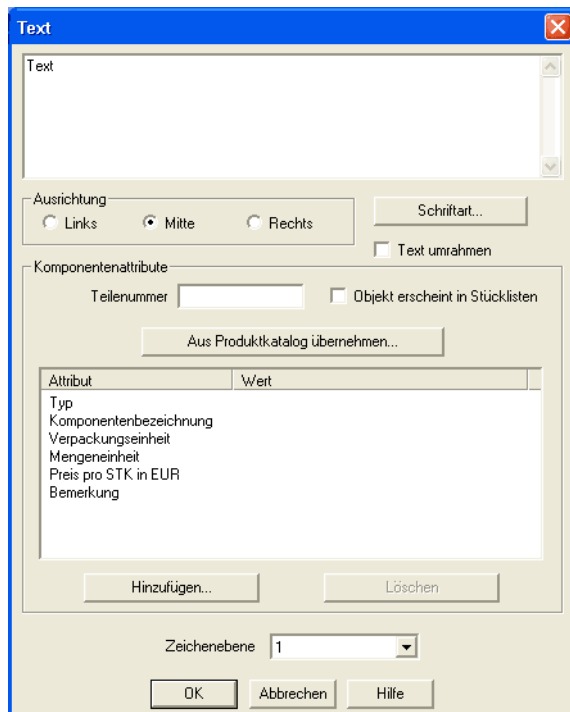 Text
Text
Ausrichtung
Links Mitte Rechts
Schriftart...
Text umrahmen
Komponentenattribute
Teilenummer Objekt erscheint in Stücklisten
Aus Produktkatalog übernehmen...
Attribut Wert
Typ
Komponentenbezeichnung
Verpackungseinheit
Mengeneinheit
Preis pro STK in EUR
Bemerkung
Hinzufügen... Löschen
Zeichenebene 1
OK Abbrechen Hilfe